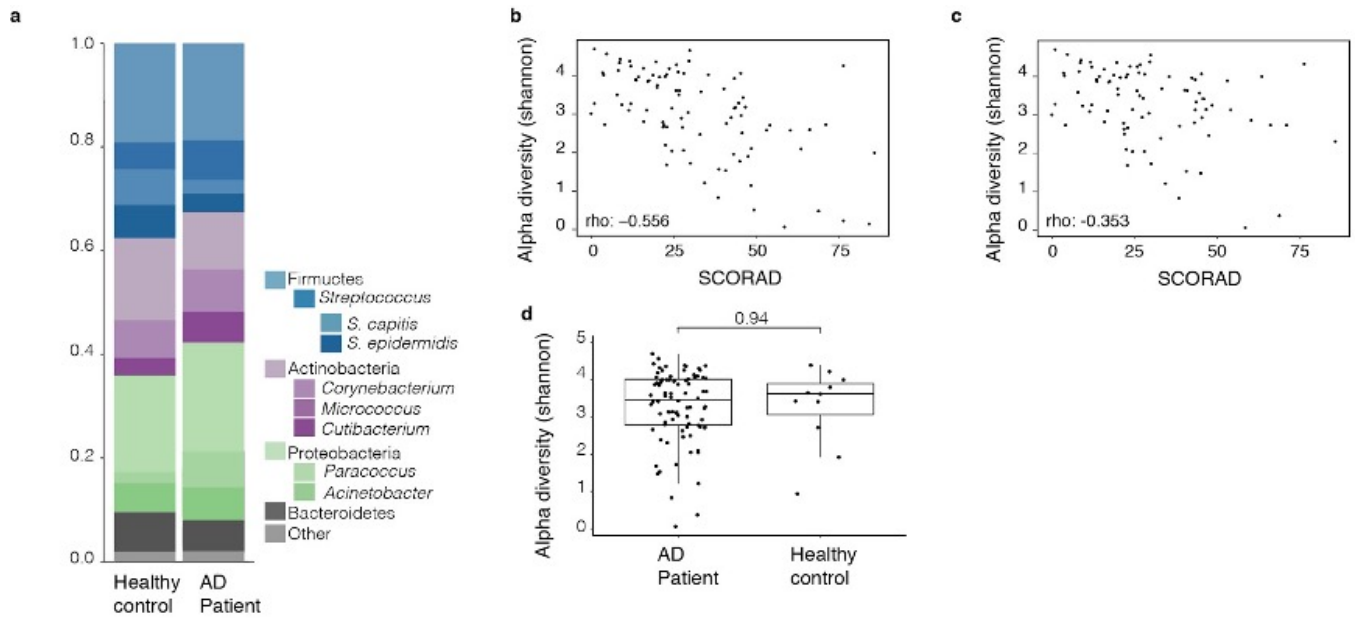 a
1.0
0.8
0.6
0.4
0.2
0.0
Healthy
control
AD
Patient
Firmuctes
Streptococcus
S. capitis
S. epidermidis
Actinobacteria
Corynebacterium
Micrococcus
Cutibacterium
Proteobacteria
Paracoccus
Acinetobacter
Bacteroidetes
Other
b
Alpha diversity (shannon)
4
3
2
1
0
rho: –0.556
0
25
50
75
SCORAD
c
Alpha diversity (shannon)
4
3
2
1
0
rho: -0.353
0
25
50
75
SCORAD
d
0.94
Alpha diversity (shannon)
5
4
3
2
1
0
AD
Patient
Healthy
control